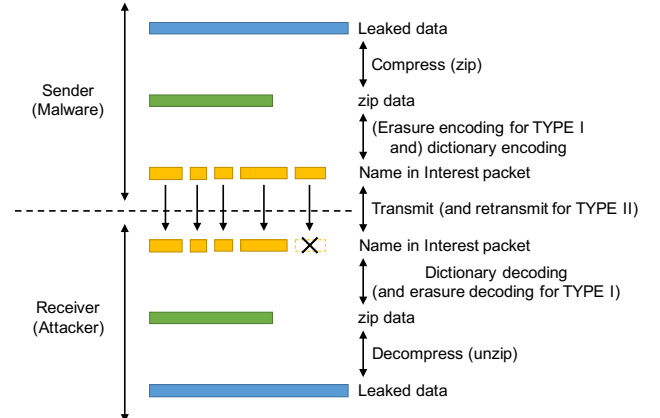 Leaked data
Compress (zip)
Sender
(Malware)
zip data
(Erasure encoding for TYPE I
and) dictionary encoding
Name in Interest packet
Transmit (and retransmit for TYPE II)
Name in Interest packet
Dictionary decoding
(and erasure decoding for TYPE I)
Receiver
(Attacker)
zip data
Decompress (unzip)
Leaked data